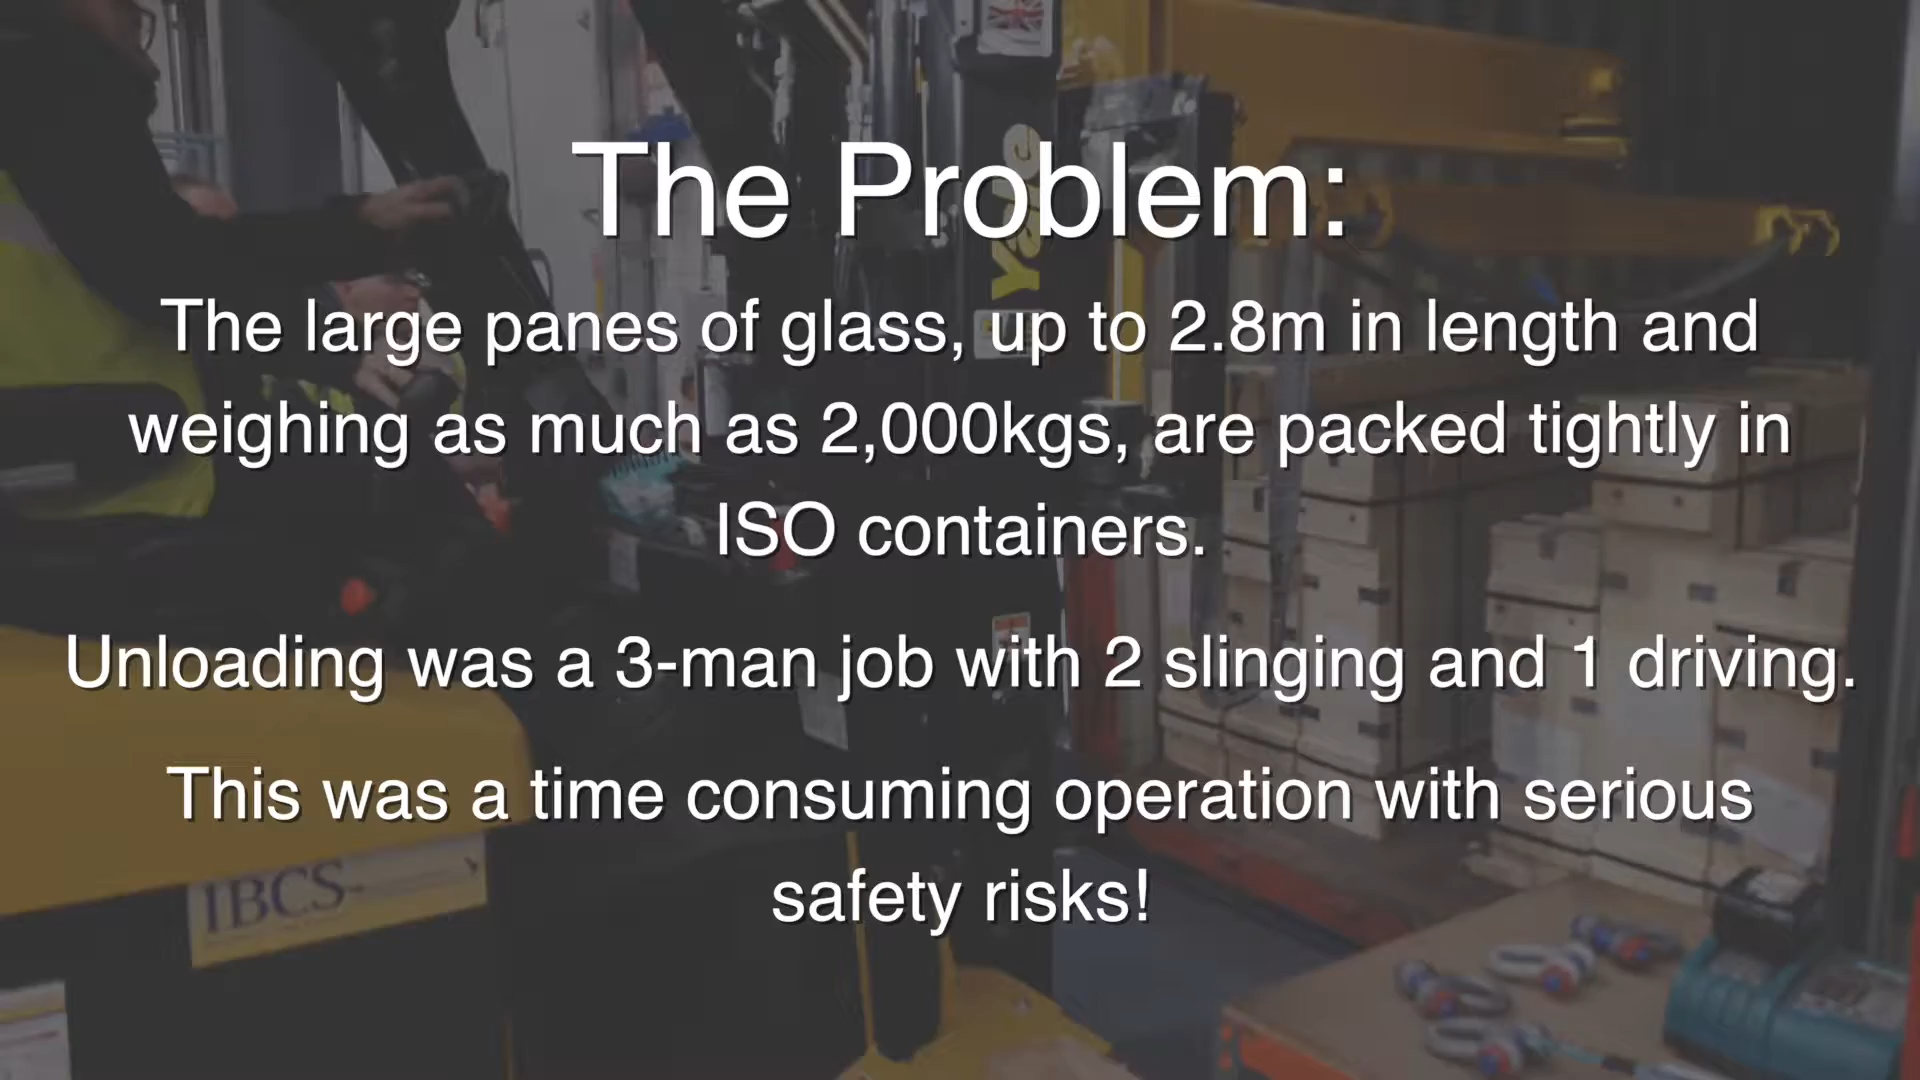 The Problem:
The large panes of glass, up to 2.8m in length and
weighing as much as 2,000kgs, are packed tightly in
ISO containers.
Unloading was a 3-man job with 2 slinging and 1 driving.
This was a time consuming operation with serious
safety risks!
Yale
IBCS